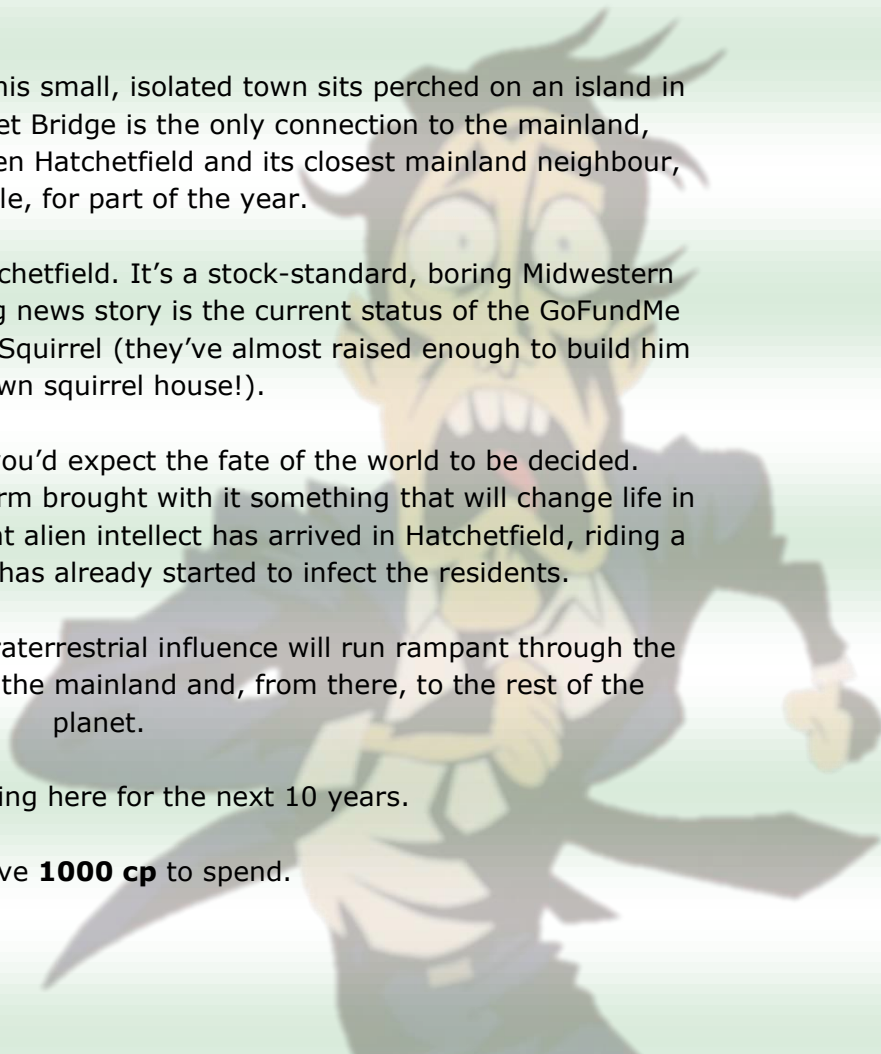 his small, isolated town sits perched on an island in
et Bridge is the only connection to the mainland,
en Hatchetfield and its closest mainland neighbour,
le, for part of the year.
chetfield. It’s a stock-standard, boring Midwestern
g news story is the current status of the GoFundMe
Squirrel (they’ve almost raised enough to build him
wn squirrel house!).
you’d expect the fate of the world to be decided.
rm brought with it something that will change life in
nt alien intellect has arrived in Hatchetfield, riding a
has already started to infect the residents.
raterrestrial influence will run rampant through the
the mainland and, from there, to the rest of the
planet.
ing here for the next 10 years.
ve 1000 cp to spend.